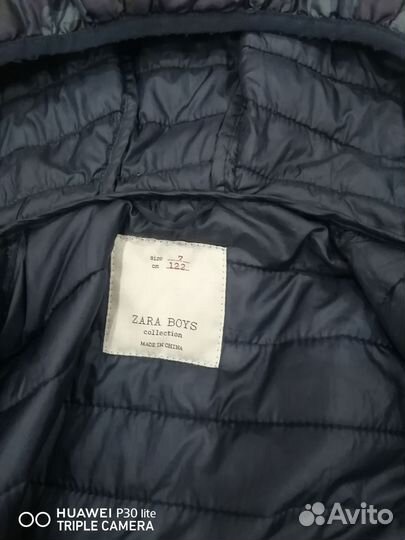 size 7
cm 122
ZARA BOYS
collection
MADE IN CHINA
HUAWEI P30 lite
TRIPLE CAMERA
Avito